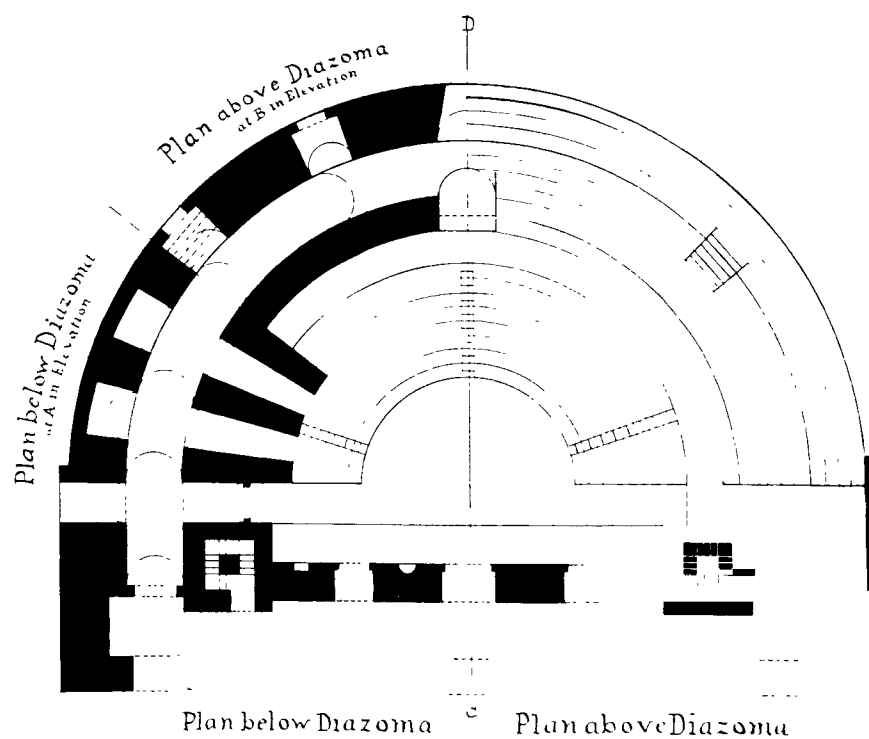 D
Plan above Diazoma
at B in Elevation
Plan below Diazoma
at A in Elevation
Plan below Diazoma
C
Plan above Diazoma